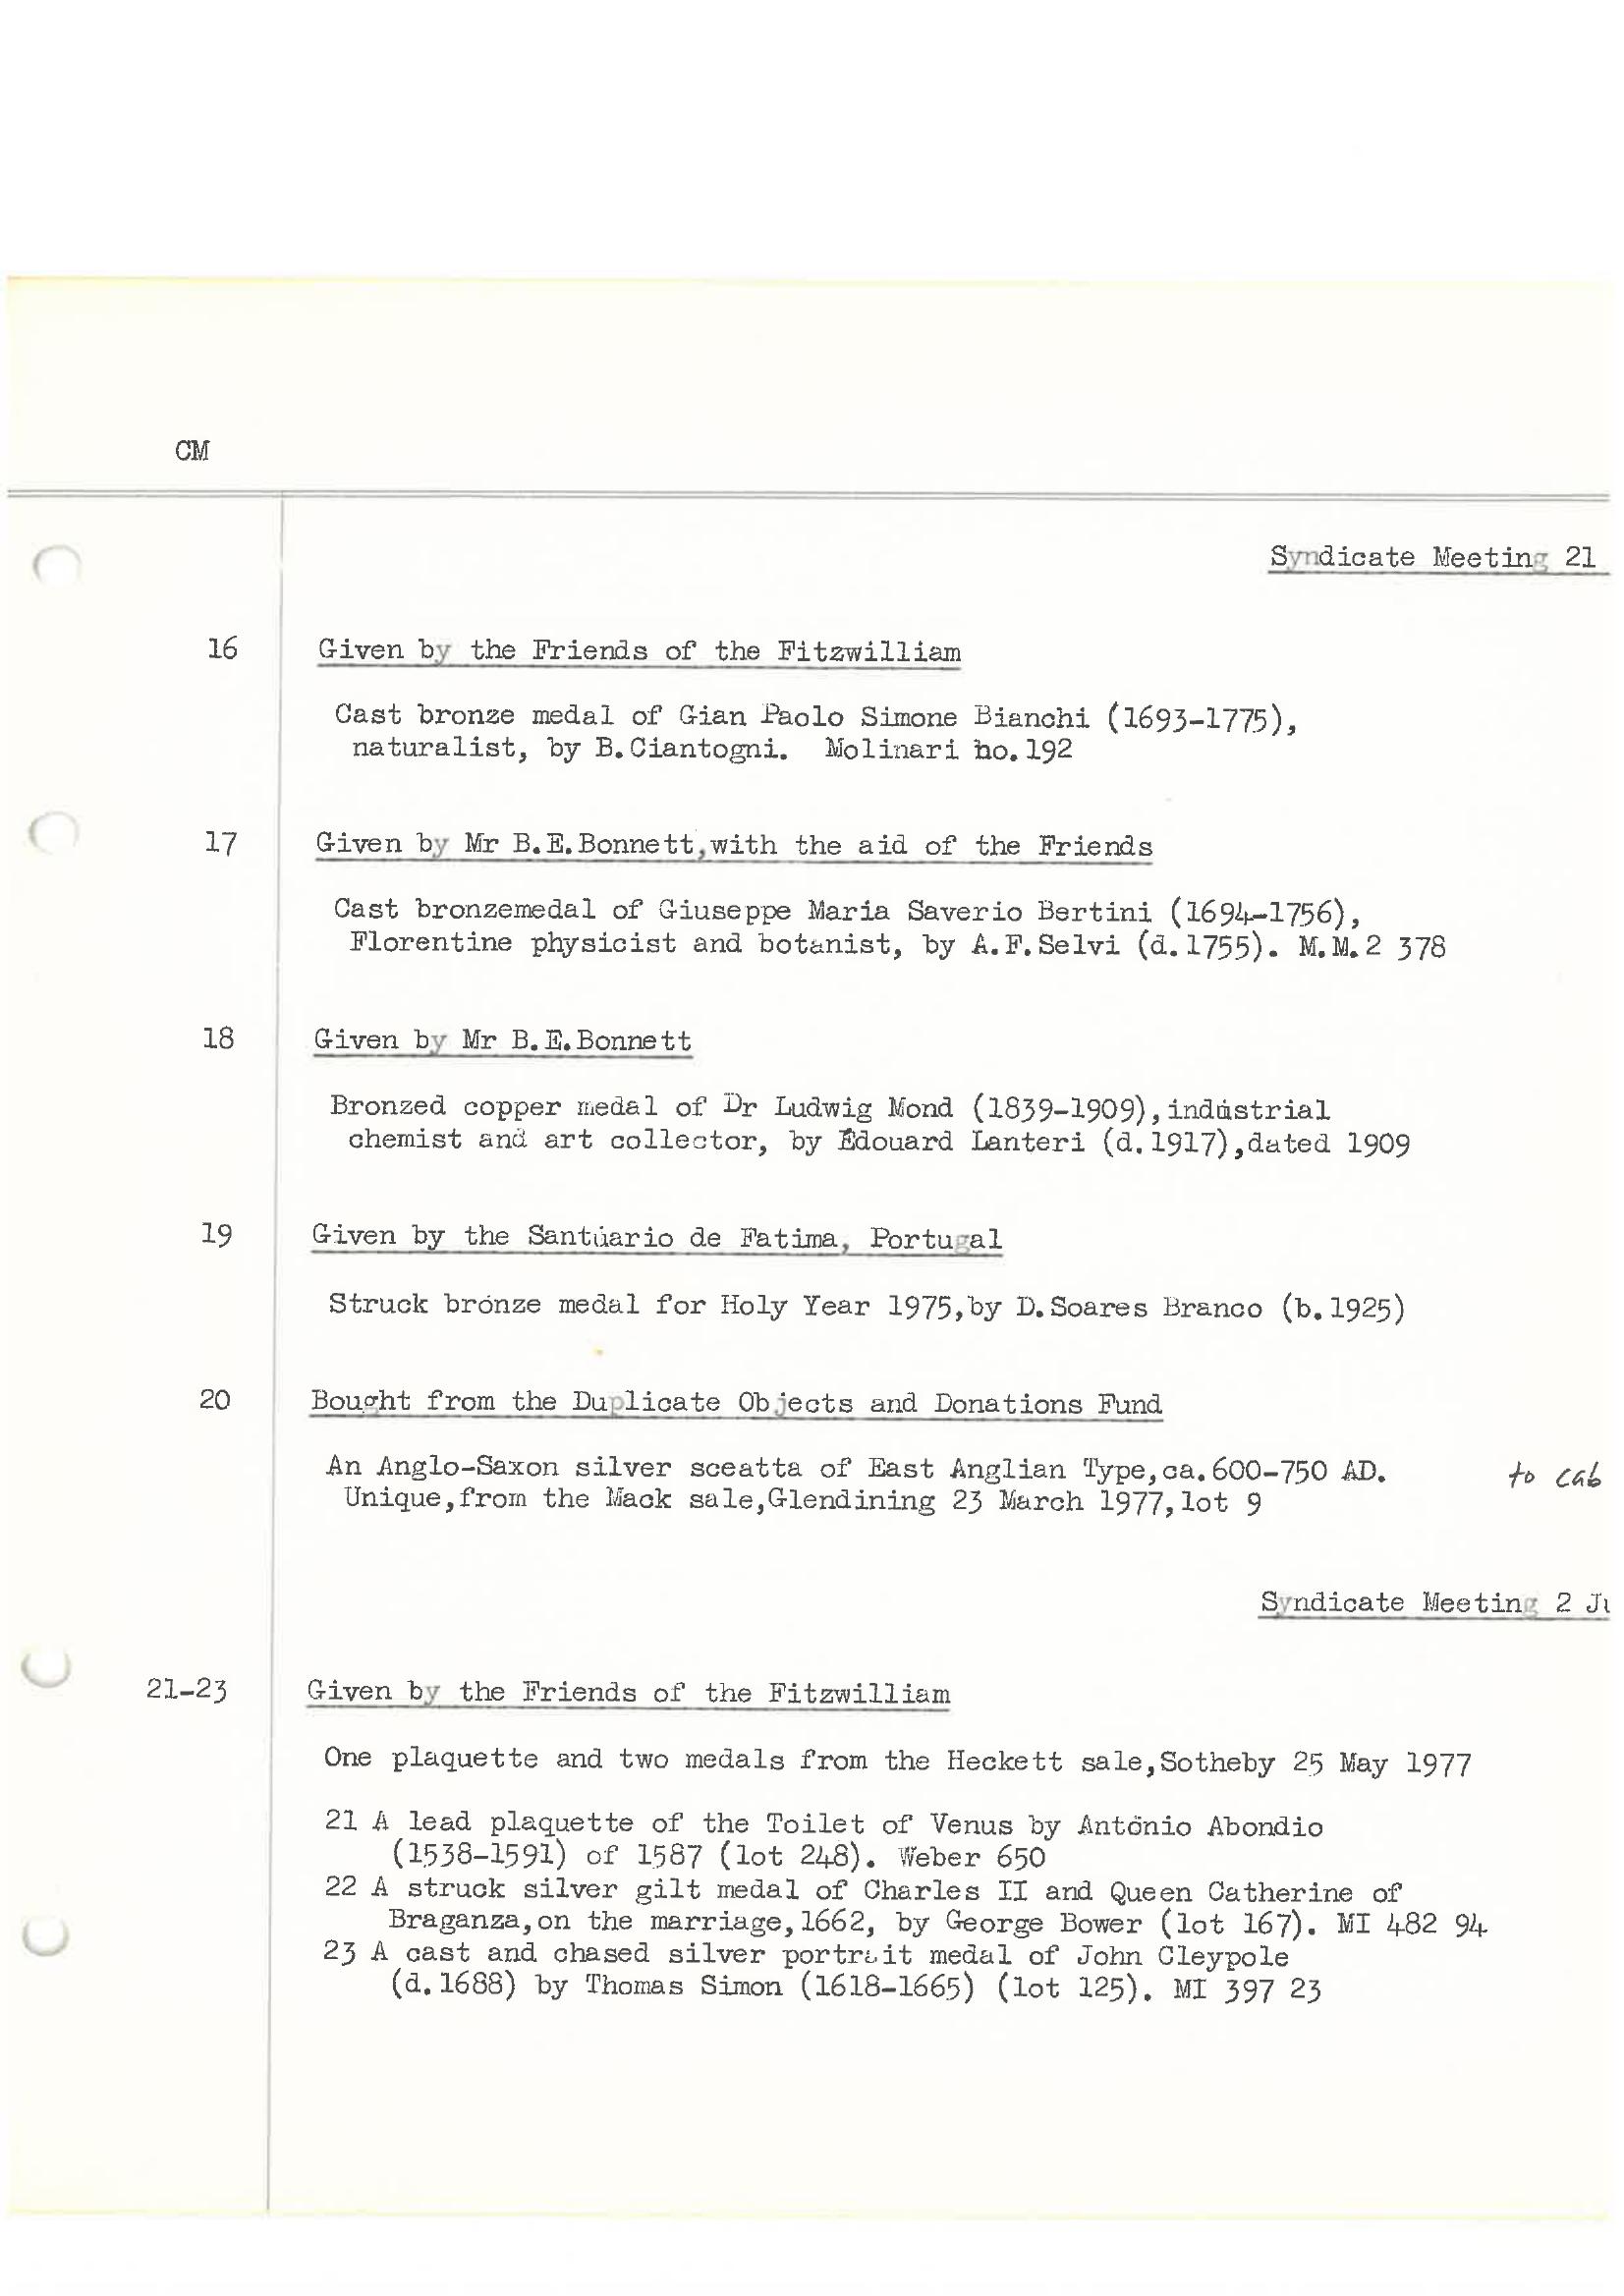 CM
Syndicate Meeting 21
16 Given by the Friends of the Fitzwilliam
Cast bronze medal of Gian Paolo Simone Bianchi (1693-1775),
naturalist, by B.Ciantogni. Molinari no.192
17 Given by Mr B.E.Bonnett,with the aid of the Friends
Cast bronzemedal of Giuseppe Maria Saverio Bertini (1694-1756),
Florentine physicist and botanist, by A.F.Selvi (d.1755). M.M.2 378
18 Given by Mr B.E.Bonnett
Bronzed copper medal of Dr Ludwig Mond (1839-1909),industrial
chemist and art collector, by Édouard Lanteri (d.1917),dated 1909
19 Given by the Santuario de Fatima, Portugal
Struck bronze medal for Holy Year 1975,by D.Soares Branco (b.1925)
20 Bought from the Duplicate Objects and Donations Fund
An Anglo-Saxon silver sceatta of East Anglian Type,ca.600-750 AD. to cab
Unique,from the Mack sale,Glendining 23 March 1977,lot 9
Syndicate Meeting 2
21-23 Given by the Friends of the Fitzwilliam
One plaquette and two medals from the Heckett sale,Sotheby 25 May 1977
21 A lead plaquette of the Toilet of Venus by Antonio Abondio
(1538-1591) of 1587 (lot 248). Weber 650
22 A struck silver gilt medal of Charles II and Queen Catherine of
Braganza,on the marriage,1662, by George Bower (lot 167). MI 482 94
23 A cast and chased silver portrait medal of John Cleypole
(d.1688) by Thomas Simon (1618-1665) (lot 125). MI 397 23